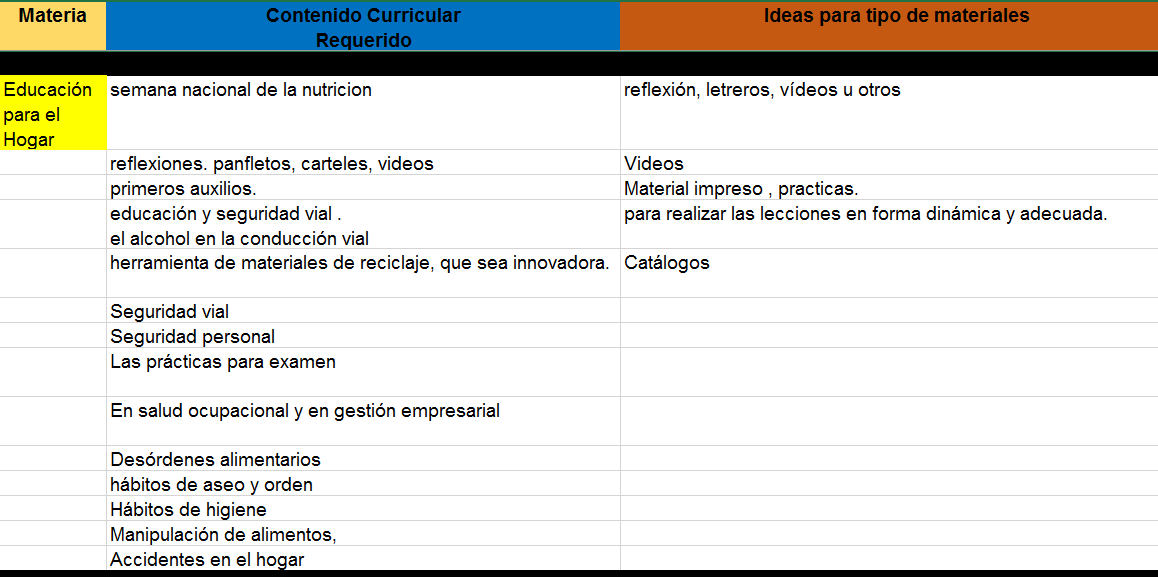 Materia
Contenido Curricular
Requerido
Ideas para tipo de materiales
Educación
para el
Hogar
semana nacional de la nutricion
reflexión, letreros, vídeos u otros
reflexiones. panfletos, carteles, videos
Videos
primeros auxilios.
Material impreso , practicas.
educación y seguridad vial .
el alcohol en la conducción vial
para realizar las lecciones en forma dinámica y adecuada.
herramienta de materiales de reciclaje, que sea innovadora.
Catálogos
Seguridad vial
Seguridad personal
Las prácticas para examen
En salud ocupacional y en gestión empresarial
Desórdenes alimentarios
hábitos de aseo y orden
Hábitos de higiene
Manipulación de alimentos,
Accidentes en el hogar